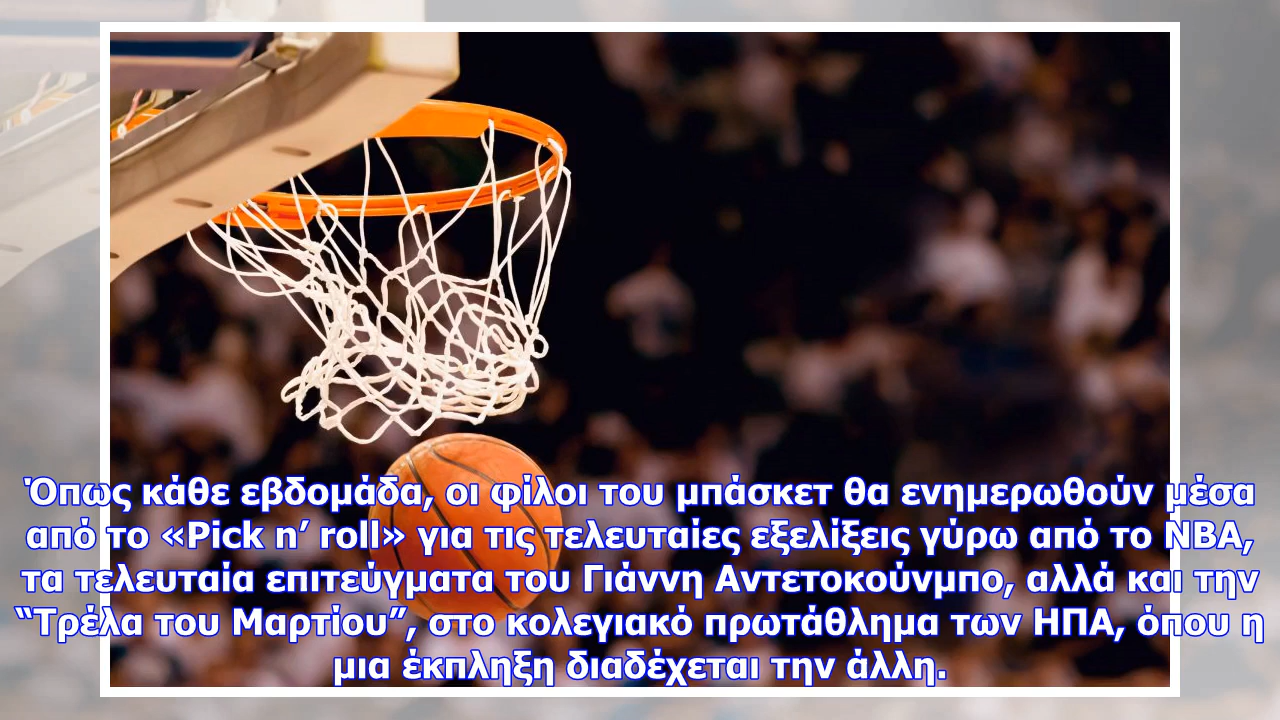 Όπως κάθε εβδομάδα, οι φίλοι του μπάσκετ θα ενημερωθούν μέσα
από το «Pick n’ roll» για τις τελευταίες εξελίξεις γύρω από το NBA,
τα τελευταία επιτεύγματα του Γιάννη Αντετοκούνμπο, αλλά και την
“Τρέλα του Μαρτίου”, στο κολεγιακό πρωτάθλημα των ΗΠΑ, όπου η
μια έκπληξη διαδέχεται την άλλη.